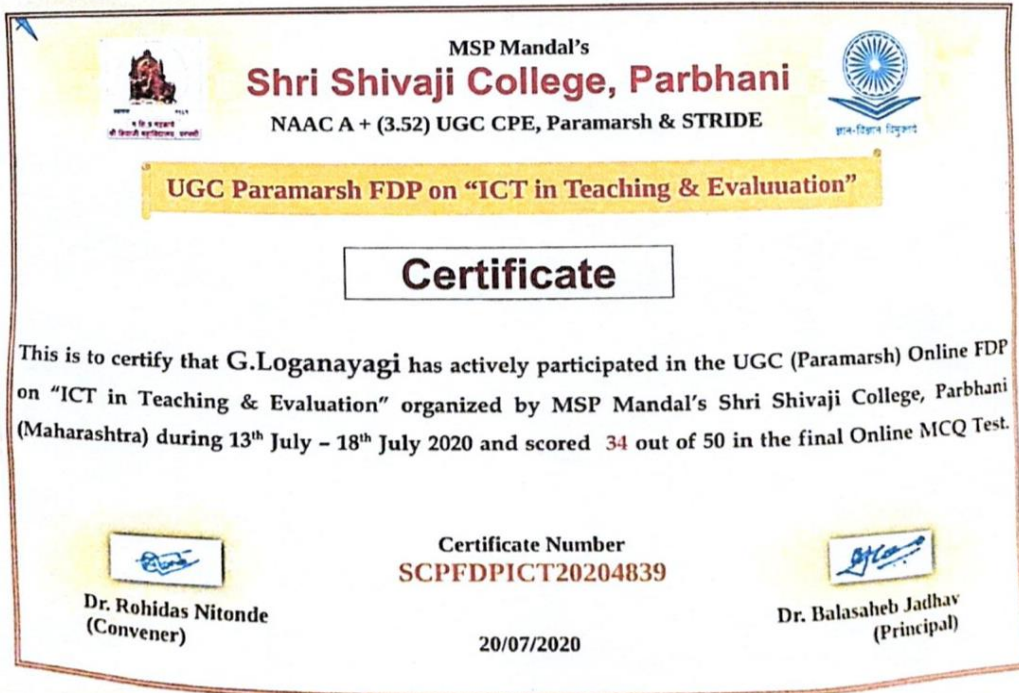 MSP Mandal's
Shri Shivaji College, Parbhani
NAAC A + (3.52) UGC CPE, Paramarsh & STRIDE
ज्ञान-विज्ञान विमुक्तये
UGC Paramarsh FDP on “ICT in Teaching & Evaluuation”
Certificate
This is to certify that G.Loganayagi has actively participated in the UGC (Paramarsh) Online FDP
on “ICT in Teaching & Evaluation” organized by MSP Mandal's Shri Shivaji College, Parbhani
(Maharashtra) during 13th July – 18th July 2020 and scored 34 out of 50 in the final Online MCQ Test.
Certificate Number
SCPFDPICT20204839
Dr. Rohidas Nitonde
(Convener)
Dr. Balasaheb Jadhav
(Principal)
20/07/2020